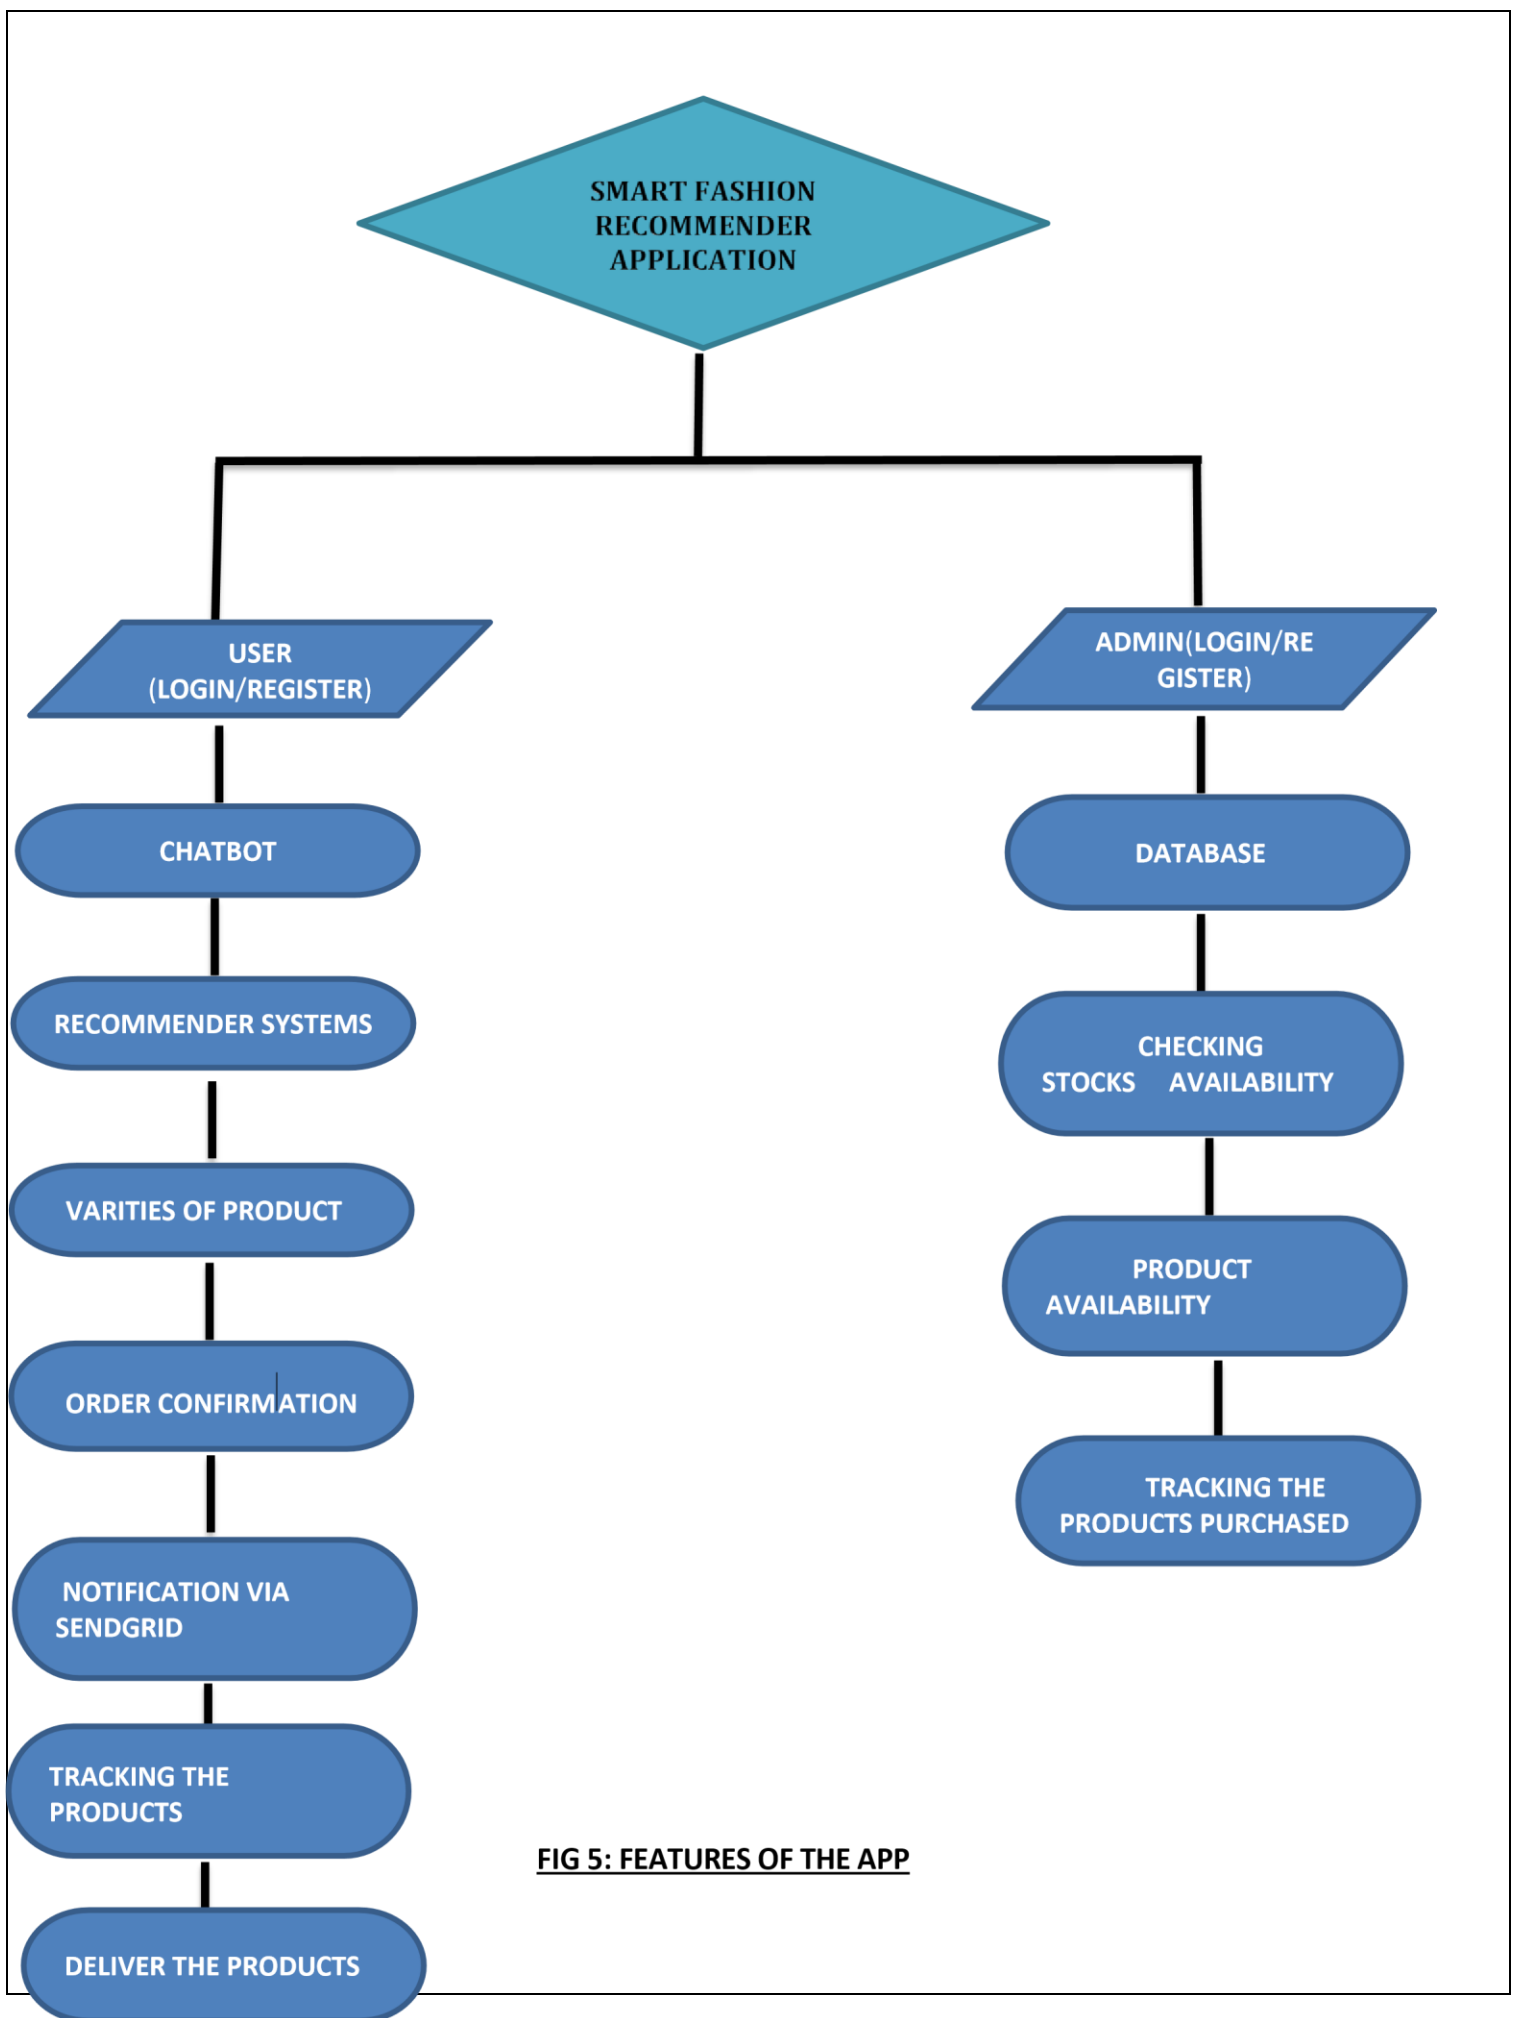 SMART FASHION
RECOMMENDER
APPLICATION
USER
(LOGIN/REGISTER)
CHATBOT
RECOMMENDER SYSTEMS
VARITIES OF PRODUCT
ORDER CONFIRMATION
NOTIFICATION VIA
SENDGRID
TRACKING THE
PRODUCTS
DELIVER THE PRODUCTS
ADMIN(LOGIN/RE
GISTER)
DATABASE
CHECKING
STOCKS AVAILABILITY
PRODUCT
AVAILABILITY
TRACKING THE
PRODUCTS PURCHASED
FIG 5: FEATURES OF THE APP